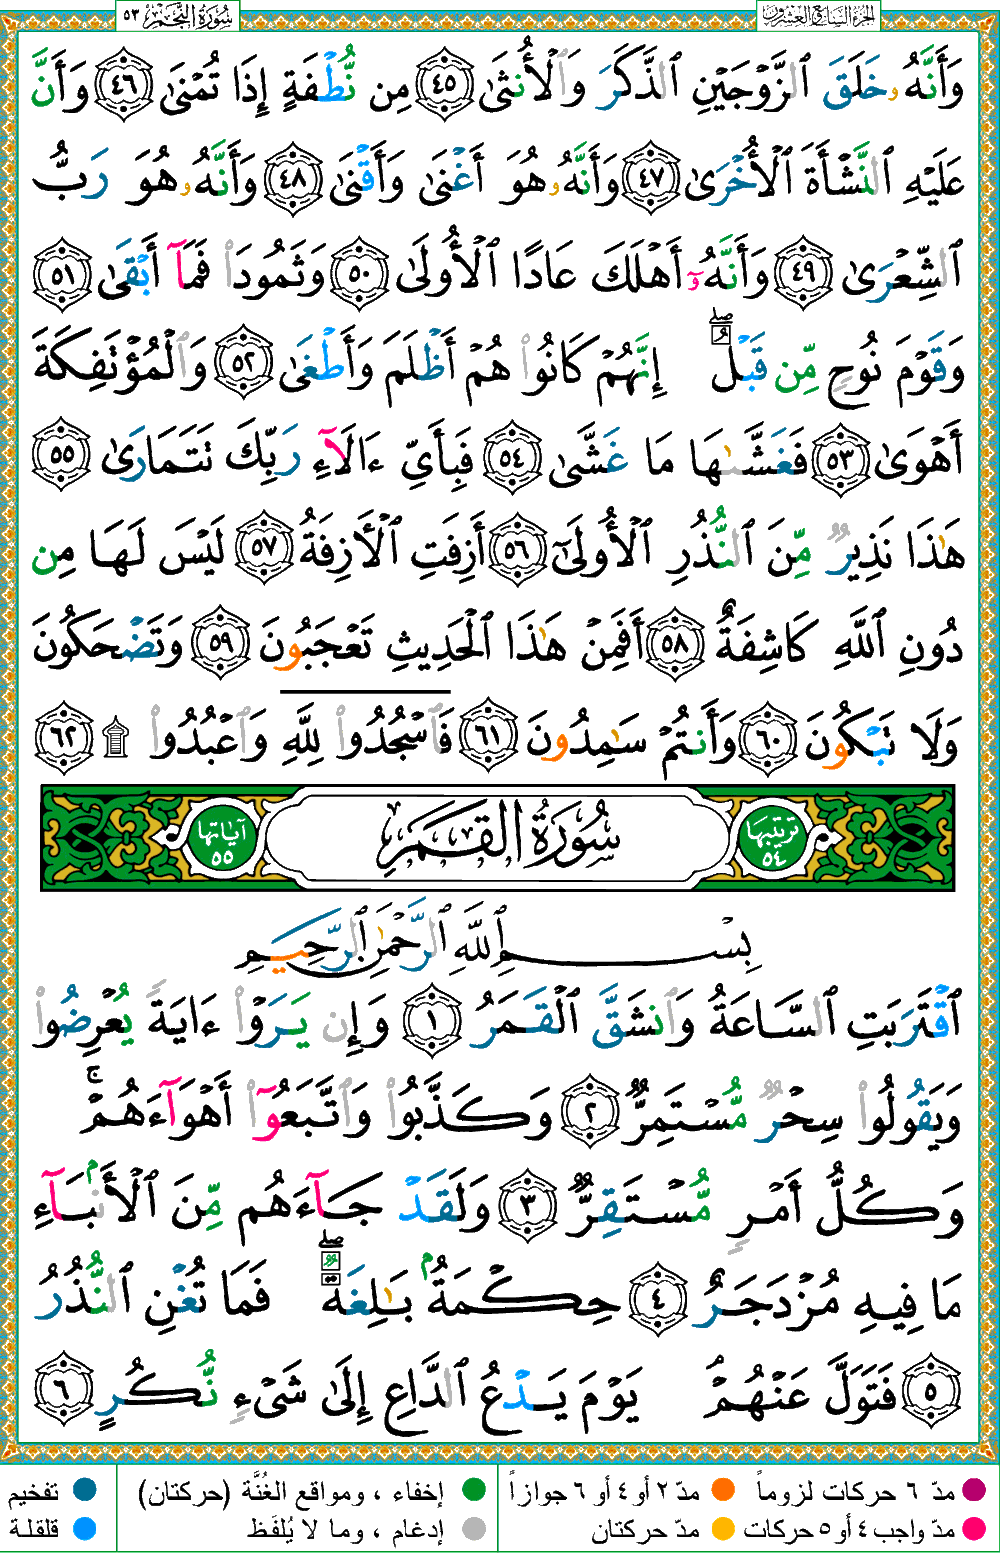 سُورَةُ النَّجْمِ ٥٣
الجزء السابع والعشرون
وَأَنَّهُۥ خَلَقَ ٱلزَّوْجَيْنِ ٱلذَّكَرَ وَٱلْأُنثَىٰ ٤٥ مِن نُّطْفَةٍ إِذَا تُمْنَىٰ ٤٦ وَأَنَّ
عَلَيْهِ ٱلنَّشْأَةَ ٱلْأُخْرَىٰ ٤٧ وَأَنَّهُۥ هُوَ أَغْنَىٰ وَأَقْنَىٰ ٤٨ وَأَنَّهُۥ هُوَ رَبُّ
ٱلشِّعْرَىٰ ٤٩ وَأَنَّهُۥٓ أَهْلَكَ عَادًا ٱلْأُولَىٰ ٥٠ وَثَمُودَا۟ فَمَآ أَبْقَىٰ ٥١
وَقَوْمَ نُوحٍ مِّن قَبْلُ ۖ إِنَّهُمْ كَانُوا۟ هُمْ أَظْلَمَ وَأَطْغَىٰ ٥٢ وَٱلْمُؤْتَفِكَةَ
أَهْوَىٰ ٥٣ فَغَشَّىٰهَا مَا غَشَّىٰ ٥٤ فَبِأَىِّ ءَالَآءِ رَبِّكَ تَتَمَارَىٰ ٥٥
هَٰذَا نَذِيرٌ مِّنَ ٱلنُّذُرِ ٱلْأُولَىٰٓ ٥٦ أَزِفَتِ ٱلْءَازِفَةُ ٥٧ لَيْسَ لَهَا مِن
دُونِ ٱللَّهِ كَاشِفَةٌ ٥٨ أَفَمِنْ هَٰذَا ٱلْحَدِيثِ تَعْجَبُونَ ٥٩ وَتَضْحَكُونَ
وَلَا تَبْكُونَ ٦٠ وَأَنتُمْ سَٰمِدُونَ ٦١ فَٱسْجُدُوا۟ لِلَّهِ وَٱعْبُدُوا۟ ۩ ٦٢
ترتيبها ٥٤ سُورَةُ القَمَرِ آياتها ٥٥
بِسْمِ ٱللَّهِ ٱلرَّحْمَٰنِ ٱلرَّحِيمِ
ٱقْتَرَبَتِ ٱلسَّاعَةُ وَٱنشَقَّ ٱلْقَمَرُ ١ وَإِن يَرَوْا۟ ءَايَةً يُعْرِضُوا۟
وَيَقُولُوا۟ سِحْرٌ مُّسْتَمِرٌّ ٢ وَكَذَّبُوا۟ وَٱتَّبَعُوٓا۟ أَهْوَآءَهُمْ ۚ
وَكُلُّ أَمْرٍ مُّسْتَقِرٌّ ٣ وَلَقَدْ جَآءَهُم مِّنَ ٱلْأَنۢبَآءِ
مَا فِيهِ مُزْدَجَرٌ ٤ حِكْمَةٌۢ بَٰلِغَةٌ ۖ فَمَا تُغْنِ ٱلنُّذُرُ
٥ فَتَوَلَّ عَنْهُمْ ۘ يَوْمَ يَدْعُ ٱلدَّاعِ إِلَىٰ شَىْءٍ نُّكُرٍ ٦
مدّ ٦ حركات لزوماً مدّ ٢ أو ٤ أو ٦ جوازاً إخفاء ، ومواقع الغُنَّة (حركتان) تفخيم
مدّ واجب ٤ أو ٥ حركات مدّ حركتان إدغام ، وما لا يُلفَظ قلقلة